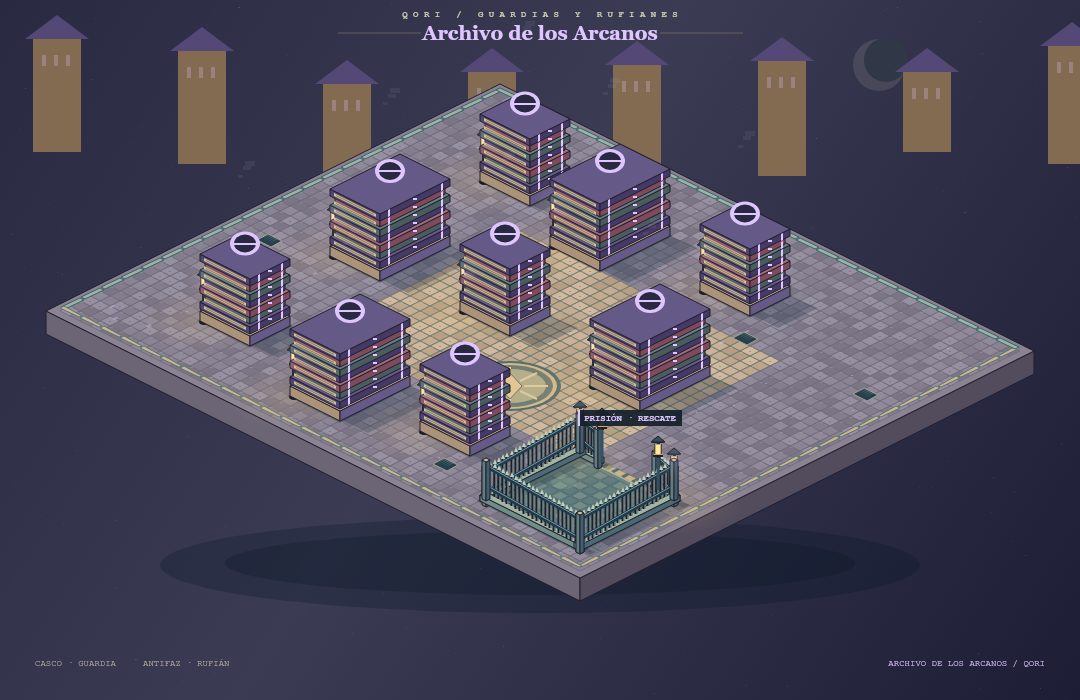 QORI / GUARDIAS Y RUFIANES
Archivo de los Arcanos
PRISIÓN · RESCATE
CASCO · GUARDIA ANTIFAZ · RUFIÁN
ARCHIVO DE LOS ARCANOS / QORI